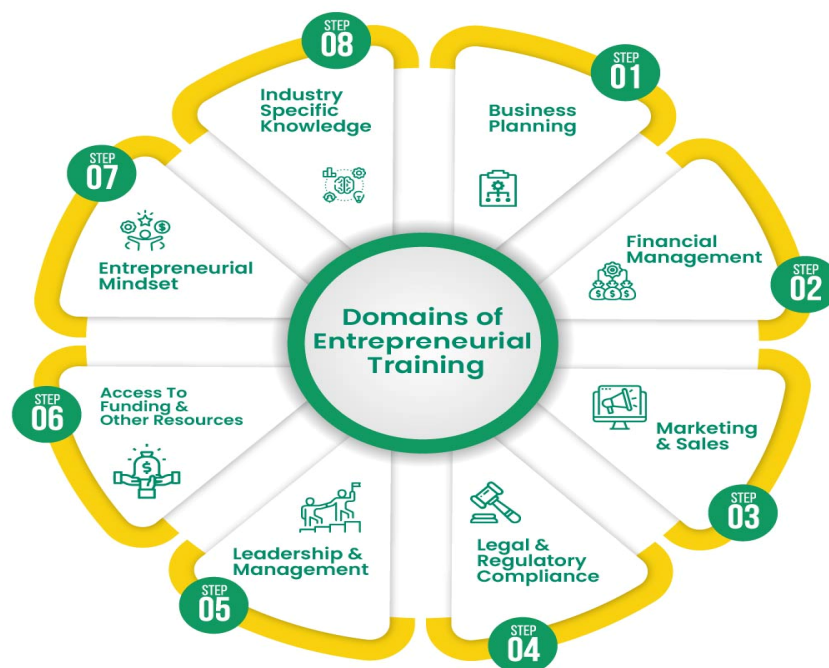 Domains of
Entrepreneurial
Training
STEP
01
Business
Planning
STEP
02
Financial
Management
STEP
03
Marketing
& Sales
STEP
04
Legal &
Regulatory
Compliance
STEP
05
Leadership &
Management
STEP
06
Access To
Funding &
Other Resources
STEP
07
Entrepreneurial
Mindset
STEP
08
Industry
Specific
Knowledge